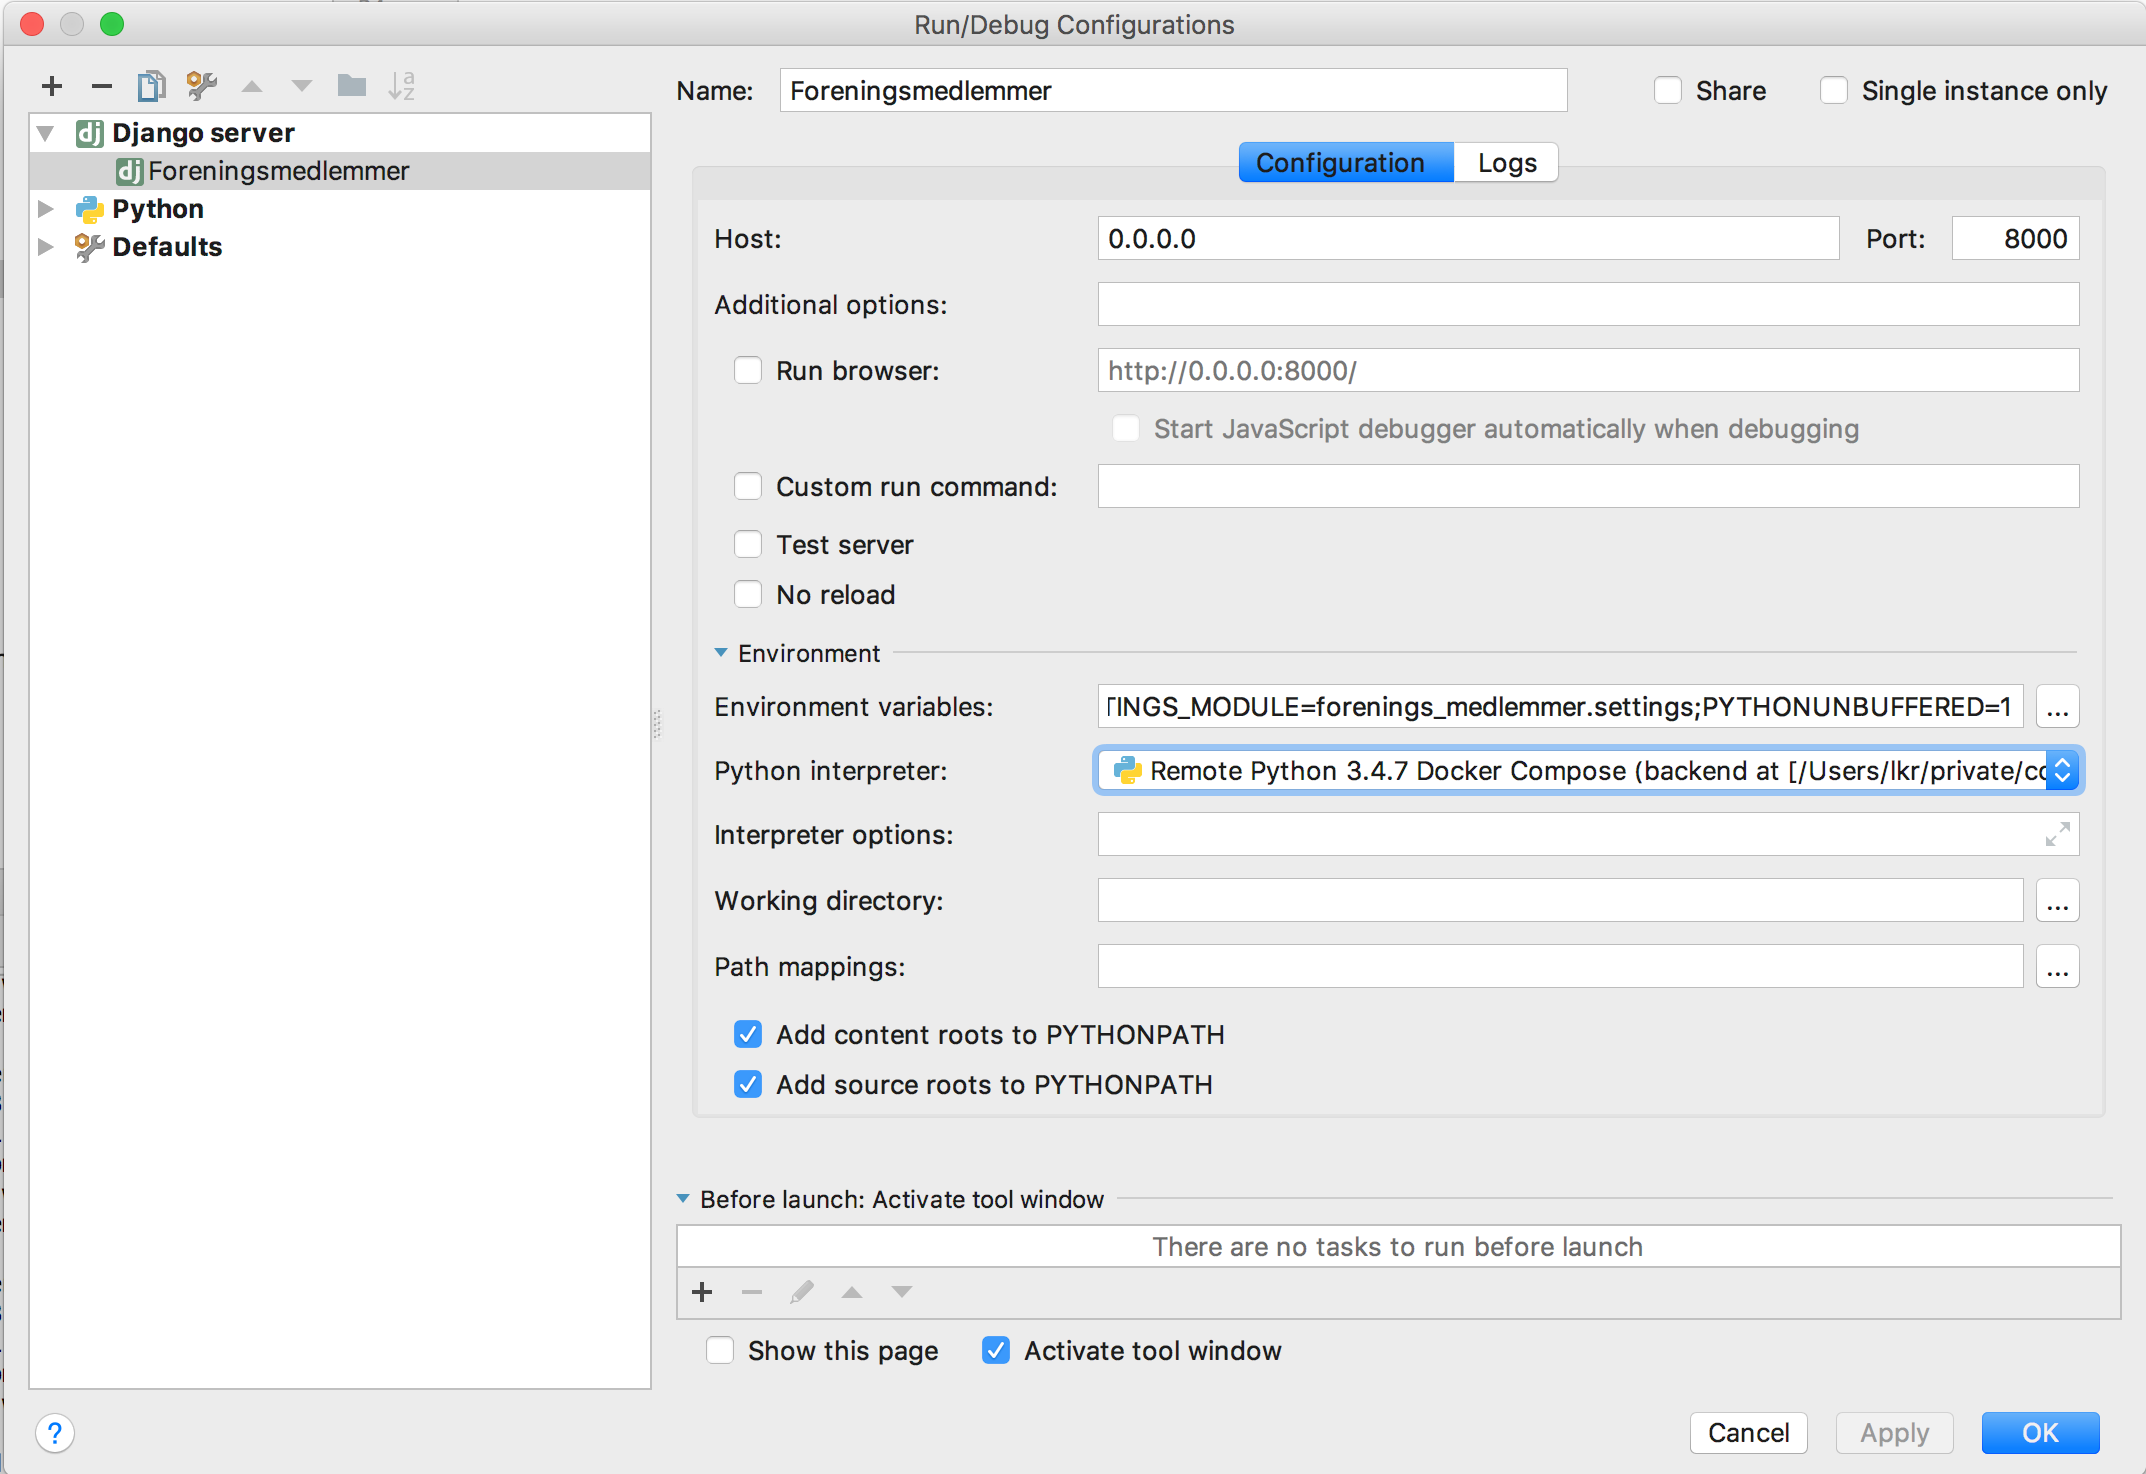 Run/Debug Configurations
Name: Foreningsmedlemmer Share Single instance only
Django server
Foreningsmedlemmer
Python
Defaults
Configuration Logs
Host: 0.0.0.0 Port: 8000
Additional options:
Run browser: http://0.0.0.0:8000/
Start JavaScript debugger automatically when debugging
Custom run command:
Test server
No reload
Environment
Environment variables: TINGS_MODULE=forenings_medlemmer.settings;PYTHONUNBUFFERED=1 ...
Python interpreter: Remote Python 3.4.7 Docker Compose (backend at [/Users/lkr/private/co
Interpreter options:
Working directory: ...
Path mappings: ...
Add content roots to PYTHONPATH
Add source roots to PYTHONPATH
Before launch: Activate tool window
There are no tasks to run before launch
Show this page Activate tool window
? Cancel Apply OK